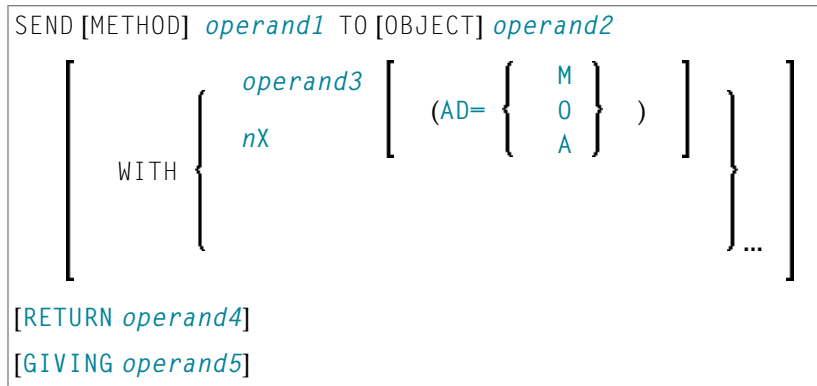 SEND [METHOD] operand1 TO [OBJECT] operand2
operand3 (AD= M
O )
nX A
WITH
...
[RETURN operand4]
[GIVING operand5]